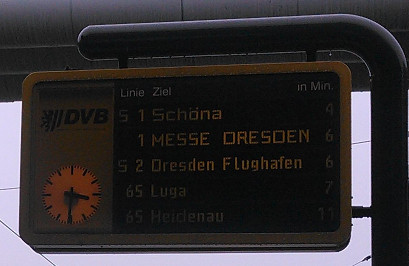 DVB
Linie Ziel in Min.
S 1 Schöna 4
1 MESSE DRESDEN 6
S 2 Dresden Flughafen 6
65 Luga 7
65 Heidenau 11